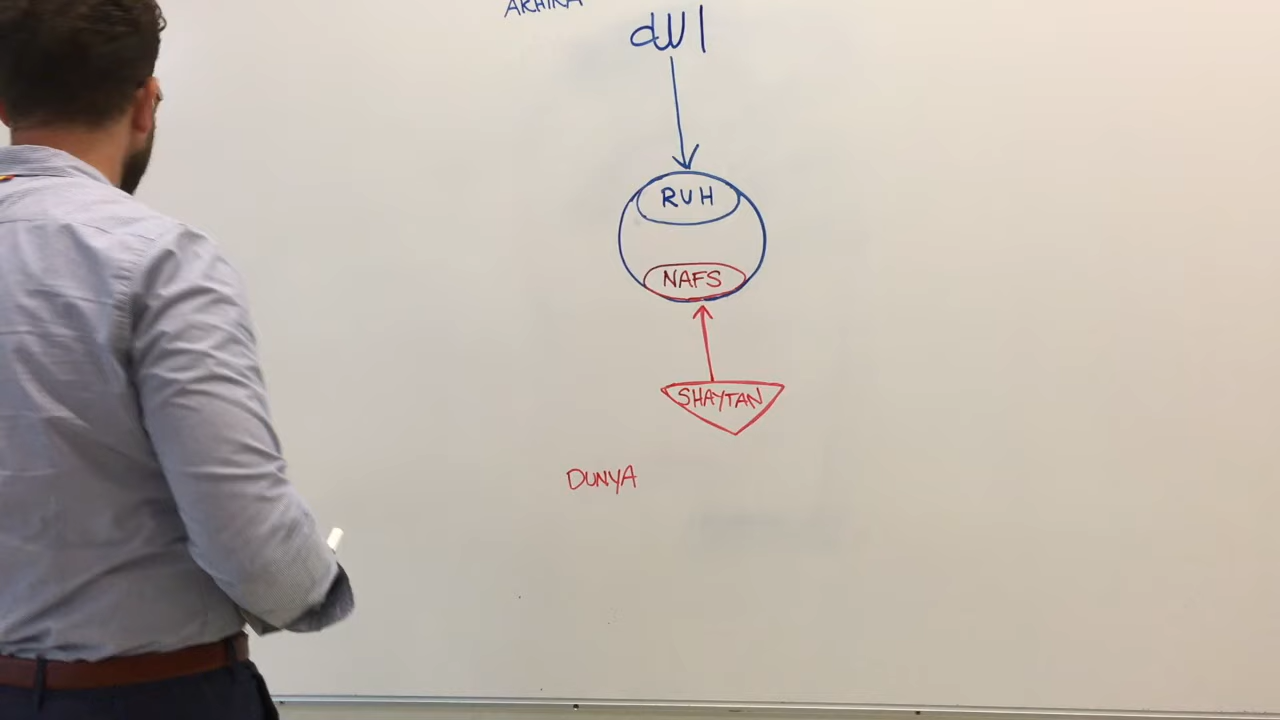 AKHIRA
الله
RUH
NAFS
SHAYTAN
DUNYA